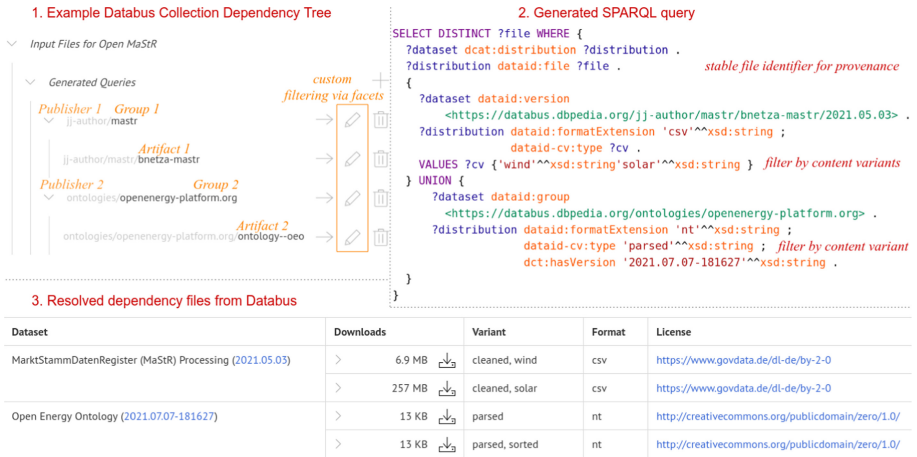 1. Example Databus Collection Dependency Tree
Input Files for Open MaStR
Generated Queries
custom
filtering via facets
Publisher 1 Group 1
jj-author/mastr
Artifact 1
jj-author/mastr/bnetza-mastr
Publisher 2 Group 2
ontologies/openenergy-platform.org
Artifact 2
ontologies/openenergy-platform.org/ontology--oeo
2. Generated SPARQL query
SELECT DISTINCT ?file WHERE {
?dataset dcat:distribution ?distribution .
?distribution dataid:file ?file .
stable file identifier for provenance
{
?dataset dataid:version
<https://databus.dbpedia.org/jj-author/mastr/bnetza-mastr/2021.05.03> .
?distribution dataid:formatExtension 'csv'^^xsd:string ;
dataid-cv:type ?cv .
VALUES ?cv {'wind'^^xsd:string'solar'^^xsd:string } filter by content variants
} UNION {
?dataset dataid:group
<https://databus.dbpedia.org/ontologies/openenergy-platform.org> .
?distribution dataid:formatExtension 'nt'^^xsd:string ;
dataid-cv:type 'parsed'^^xsd:string ; filter by content variant
dct:hasVersion '2021.07.07-181627'^^xsd:string .
}
}
3. Resolved dependency files from Databus
Dataset Downloads Variant Format License
MarktStammDatenRegister (MaStR) Processing (2021.05.03) 6.9 MB cleaned, wind csv https://www.govdata.de/dl-de/by-2-0
257 MB cleaned, solar csv https://www.govdata.de/dl-de/by-2-0
Open Energy Ontology (2021.07.07-181627) 13 KB parsed nt http://creativecommons.org/publicdomain/zero/1.0/
13 KB parsed, sorted nt http://creativecommons.org/publicdomain/zero/1.0/